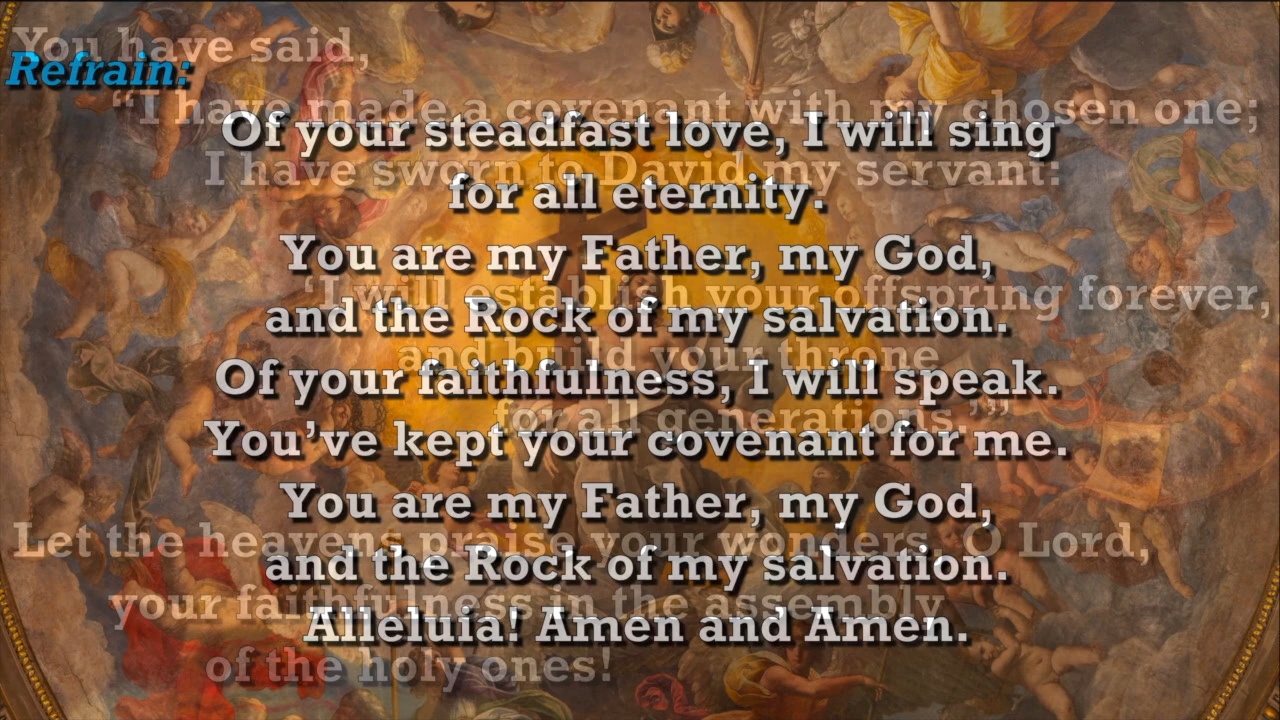 You have said,
Refrain:
“I have made a covenant with my chosen one;
Of your steadfast love, I will sing
I have sworn to David my servant:
for all eternity.
You are my Father, my God,
‘I will establish your offspring forever,
and the Rock of my salvation.
and build your throne
Of your faithfulness, I will speak.
for all generations.’”
You’ve kept your covenant for me.
You are my Father, my God,
Let the heavens praise your wonders, O Lord,
and the Rock of my salvation.
your faithfulness in the assembly
Alleluia! Amen and Amen.
of the holy ones!